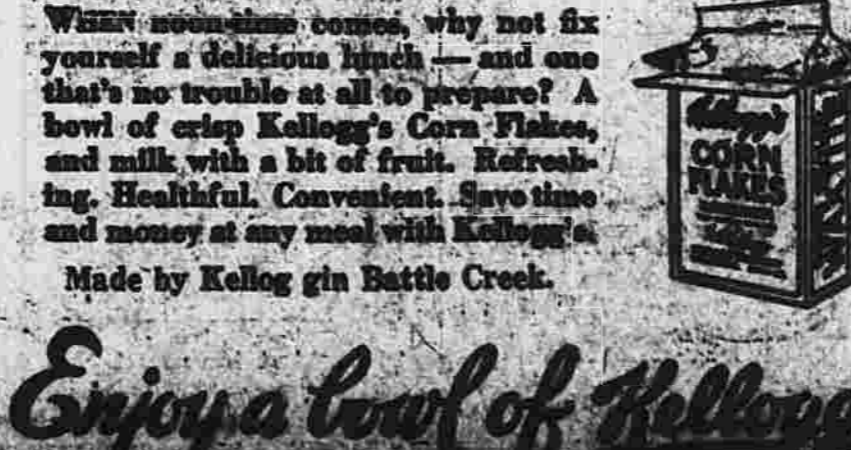 WHEN noon-time comes, why not fix
yourself a delicious lunch — and one
that's no trouble at all to prepare? A
bowl of crisp Kellogg's Corn Flakes,
and milk with a bit of fruit. Refresh-
ing. Healthful. Convenient. Save time
and money at any meal with Kellogg's.
Made by Kellog gin Battle Creek.
Kellogg's
CORN
FLAKES
Enjoy a bowl of Kellogg